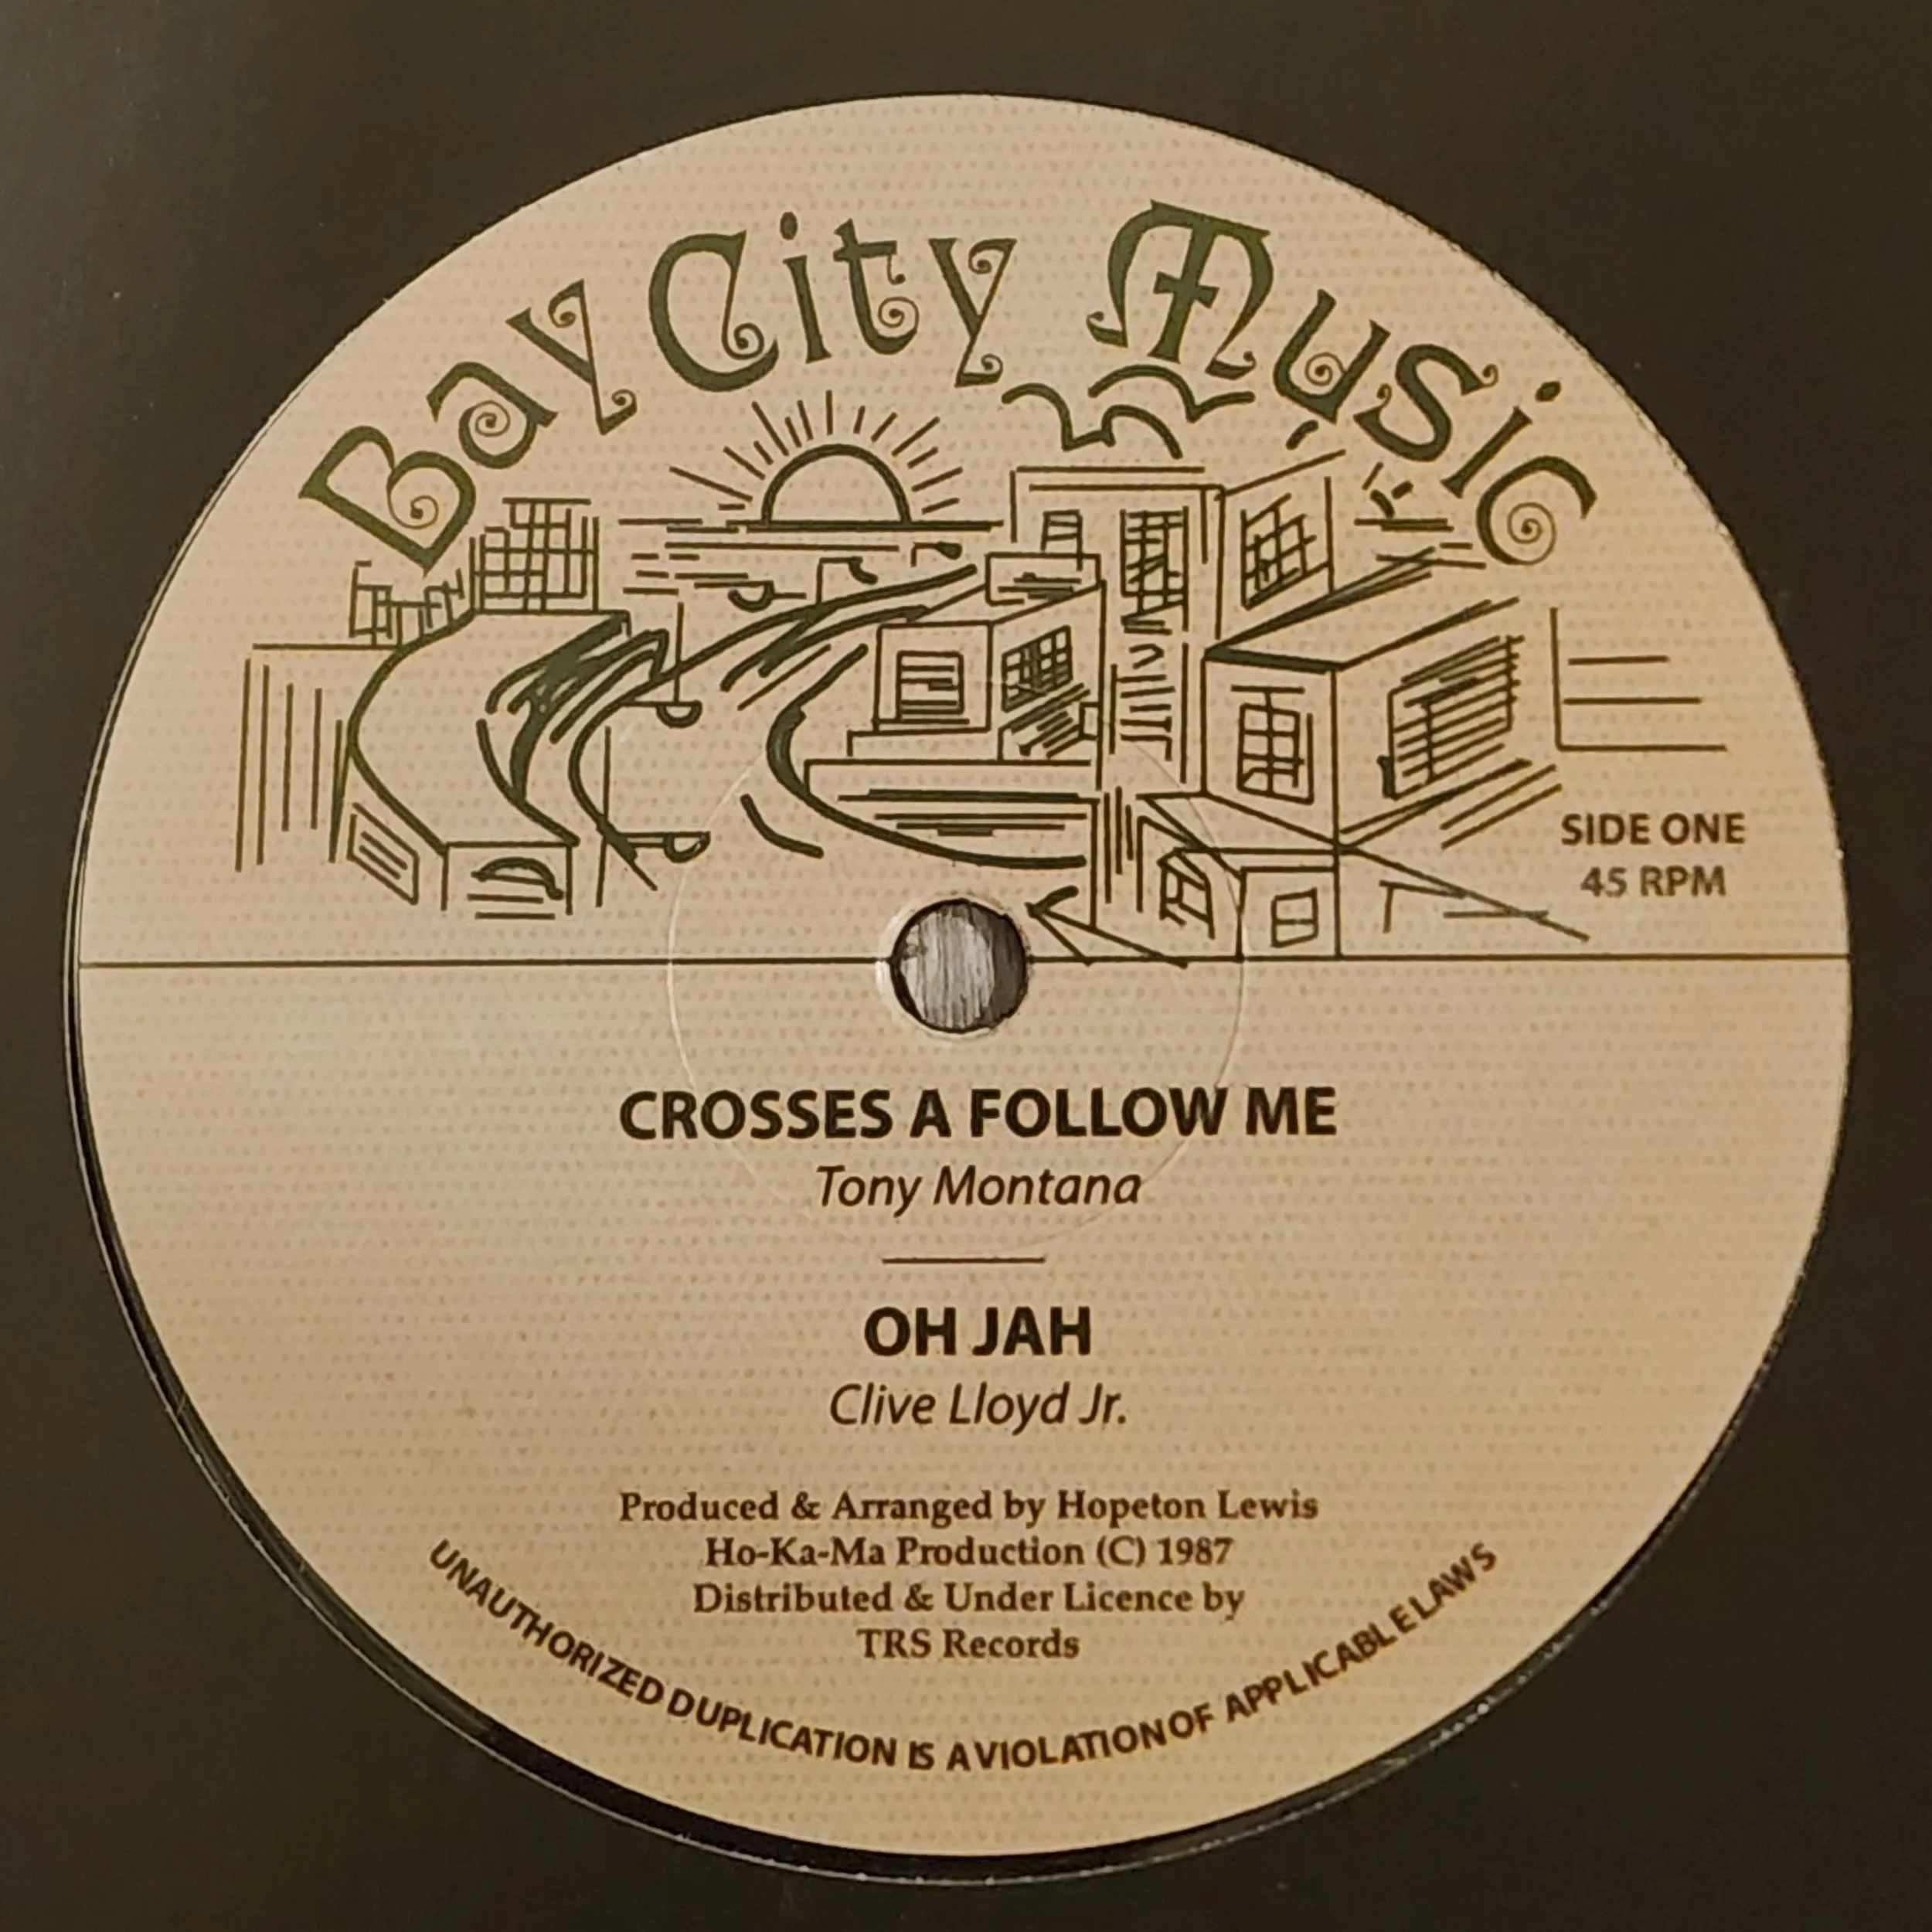 Bay City Music
SIDE ONE
45 RPM
CROSSES A FOLLOW ME
Tony Montana
OH JAH
Clive Lloyd Jr.
Produced & Arranged by Hopeton Lewis
Ho-Ka-Ma Production (C) 1987
Distributed & Under Licence by
TRS Records
UNAUTHORIZED DUPLICATION IS A VIOLATION OF APPLICABLE LAWS